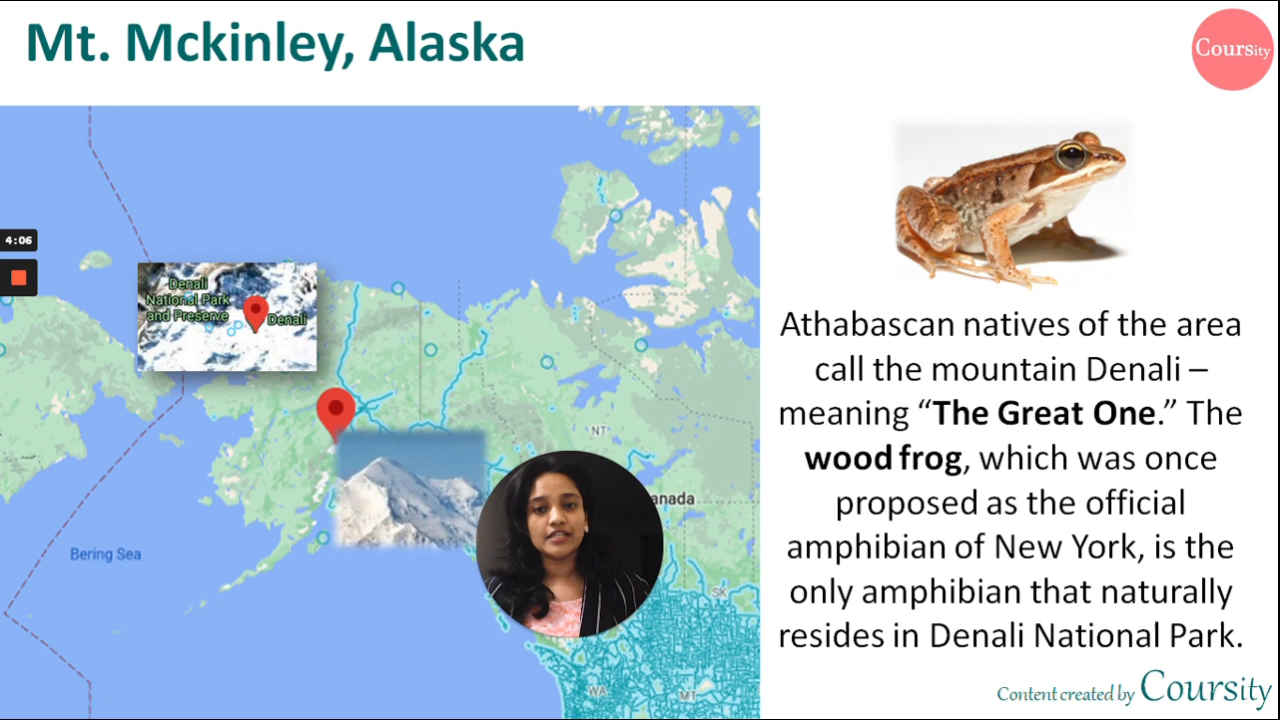 Mt. Mckinley, Alaska
Coursity
4:06
Denali
National Park
and Preserve
Denali
NT
anada
Bering Sea
SK
WA
MT
Athabascan natives of the area
call the mountain Denali –
meaning “The Great One.” The
wood frog, which was once
proposed as the official
amphibian of New York, is the
only amphibian that naturally
resides in Denali National Park.
Content created by Coursity